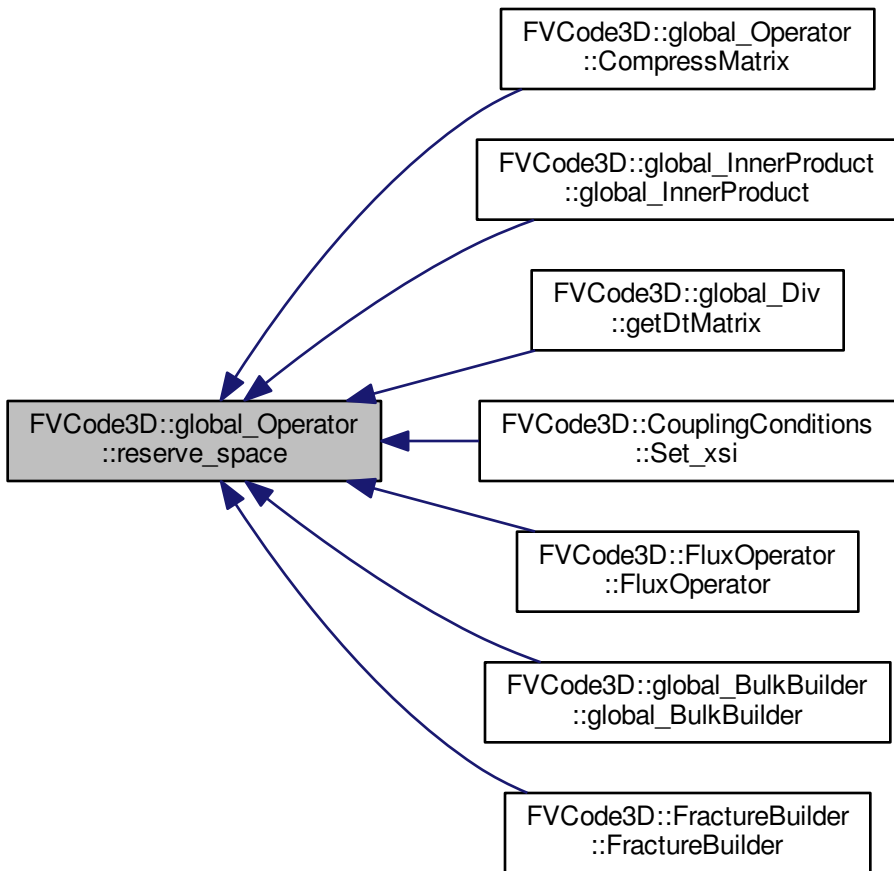 FVCode3D::global_Operator
::CompressMatrix
FVCode3D::global_InnerProduct
::global_InnerProduct
FVCode3D::global_Div
::getDtMatrix
FVCode3D::global_Operator
::reserve_space
FVCode3D::CouplingConditions
::Set_xsi
FVCode3D::FluxOperator
::FluxOperator
FVCode3D::global_BulkBuilder
::global_BulkBuilder
FVCode3D::FractureBuilder
::FractureBuilder